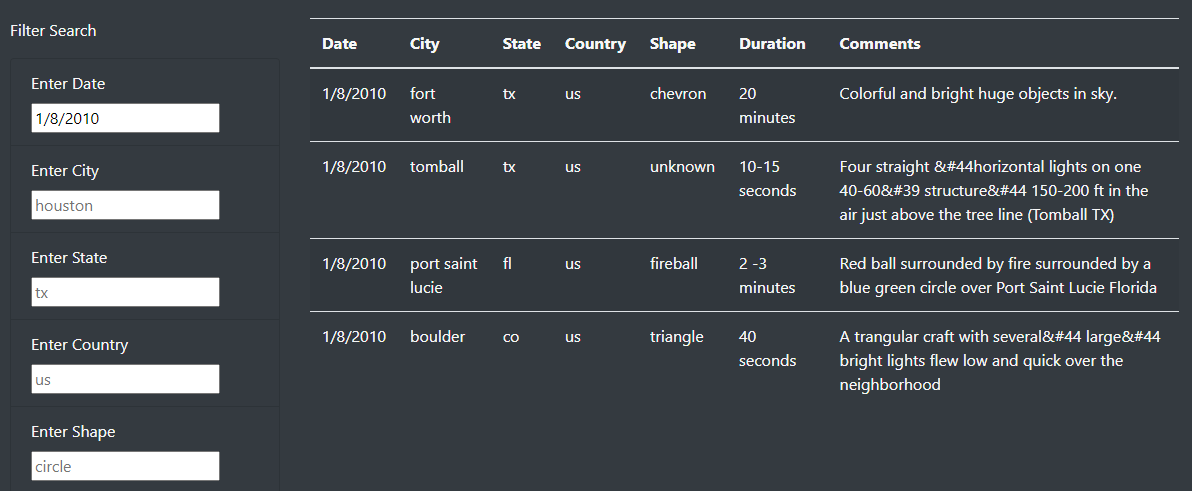 Filter Search
Enter Date
1/8/2010
Enter City
houston
Enter State
tx
Enter Country
us
Enter Shape
circle
Date City State Country Shape Duration Comments
1/8/2010 fort tx us chevron 20 Colorful and bright huge objects in sky.
worth minutes
1/8/2010 tomball tx us unknown 10-15 Four straight &#44horizontal lights on one
seconds 40-60&#39 structure&#44 150-200 ft in the
air just above the tree line (Tomball TX)
1/8/2010 port saint fl us fireball 2 -3 Red ball surrounded by fire surrounded by a
lucie minutes blue green circle over Port Saint Lucie Florida
1/8/2010 boulder co us triangle 40 A trangular craft with several&#44 large&#44
seconds bright lights flew low and quick over the
neighborhood